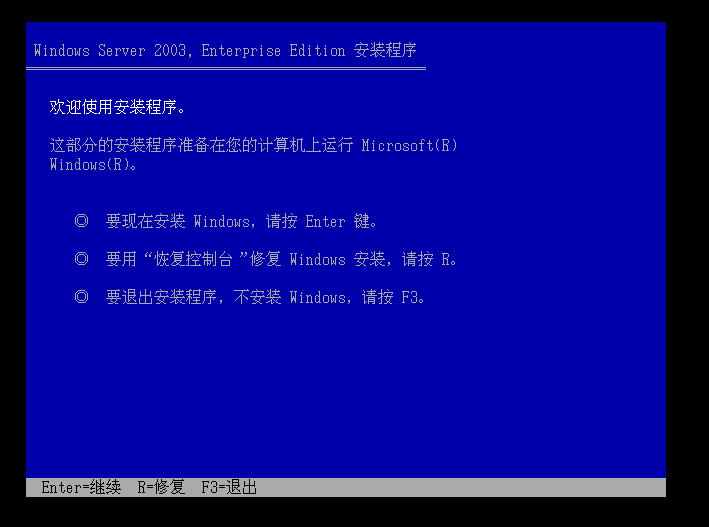 Windows Server 2003, Enterprise Edition 安装程序
欢迎使用安装程序。
这部分的安装程序准备在您的计算机上运行 Microsoft(R)
Windows(R)。
◎ 要现在安装 Windows，请按 Enter 键。
◎ 要用“恢复控制台”修复 Windows 安装，请按 R。
◎ 要退出安装程序，不安装 Windows，请按 F3。
Enter=继续 R=修复 F3=退出